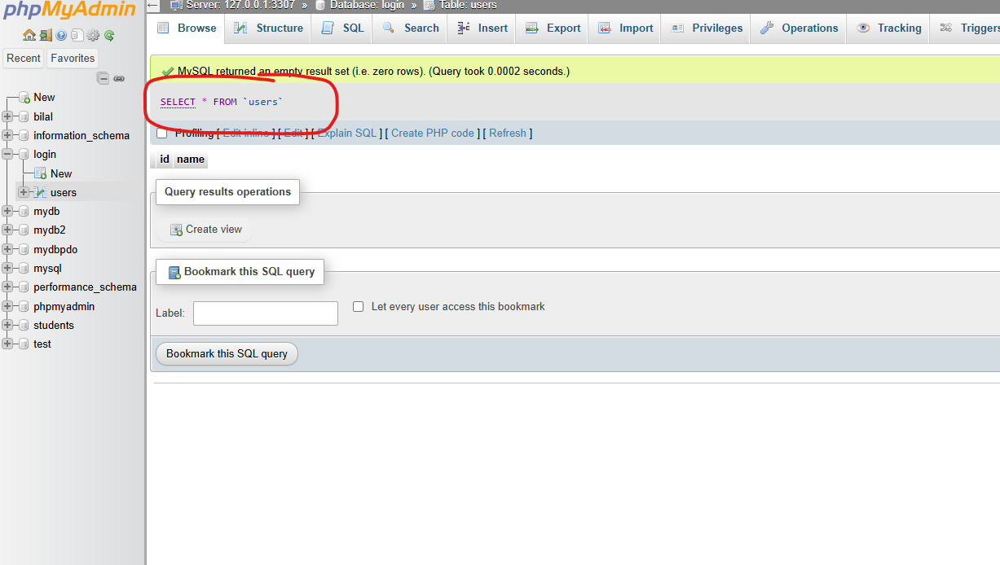 phpMyAdmin
Server: 127.0.0.1:3307 » Database: login » Table: users
Browse Structure SQL Search Insert Export Import Privileges Operations Tracking Triggers
Recent Favorites
New
bilal
information_schema
login
New
users
mydb
mydb2
mydbpdo
mysql
performance_schema
phpmyadmin
students
test
MySQL returned an empty result set (i.e. zero rows). (Query took 0.0002 seconds.)
SELECT * FROM `users`
Profiling [ Edit inline ] [ Edit ] [ Explain SQL ] [ Create PHP code ] [ Refresh ]
id name
Query results operations
Create view
Bookmark this SQL query
Label:
Let every user access this bookmark
Bookmark this SQL query